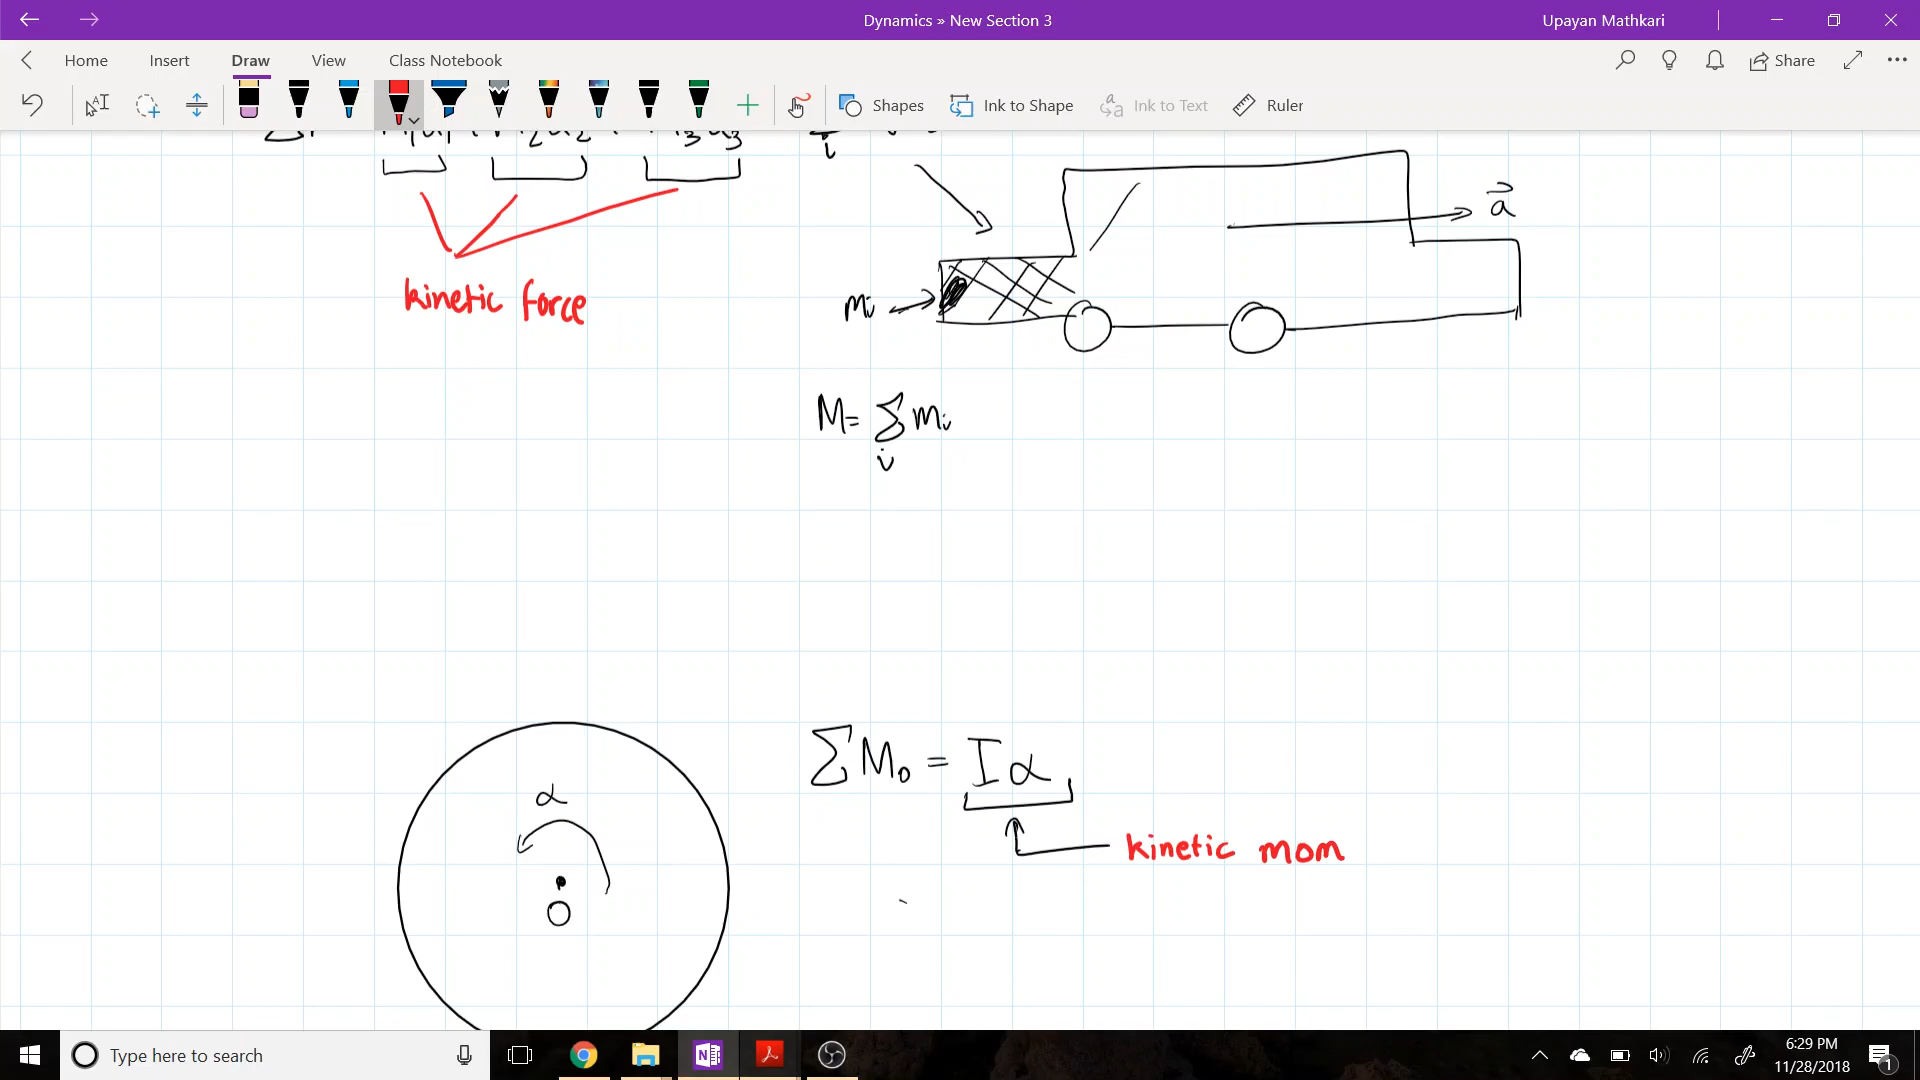 Dynamics » New Section 3
Upayan Mathkari
Home Insert Draw View Class Notebook
Share
Shapes Ink to Shape Ink to Text Ruler
a
kinetic force
mᵢ
M = Σ mᵢ
i
α
O
ΣM₀ = Iα
kinetic mom
Type here to search
6:29 PM
11/28/2018
1